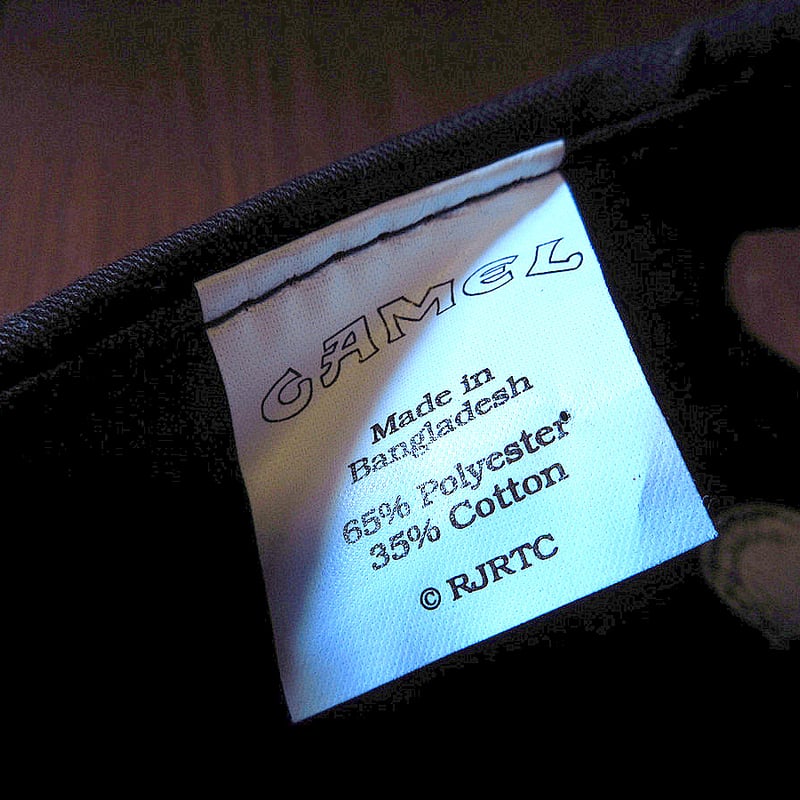 CAMEL
Made in
Bangladesh
65% Polyester
35% Cotton
© RJRTC